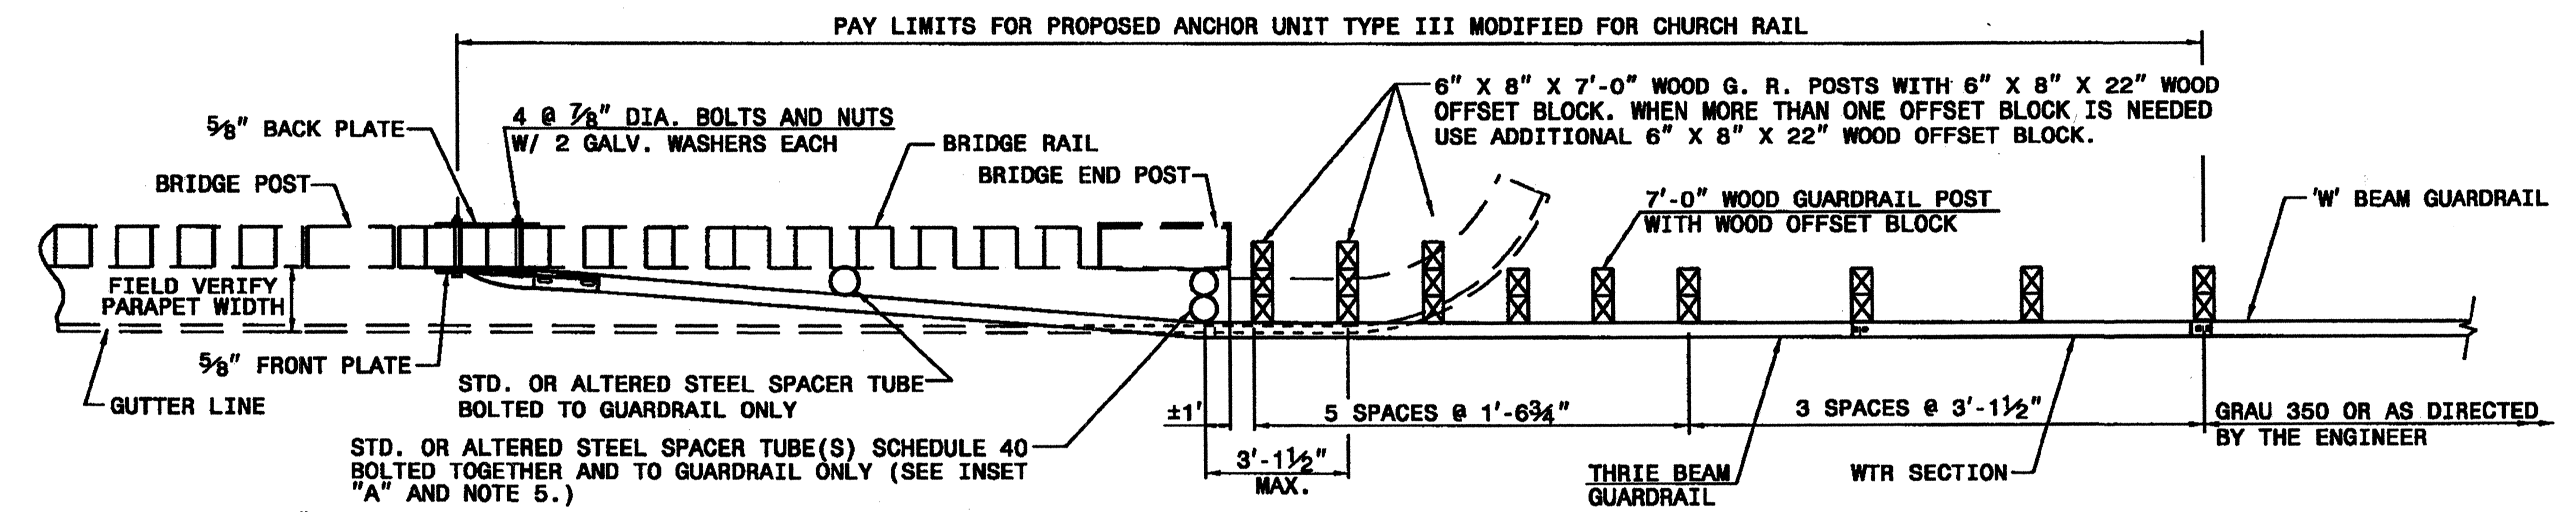 PAY LIMITS FOR PROPOSED ANCHOR UNIT TYPE III MODIFIED FOR CHURCH RAIL
6" X 8" X 7'-0" WOOD G. R. POSTS WITH 6" X 8" X 22" WOOD
OFFSET BLOCK. WHEN MORE THAN ONE OFFSET BLOCK IS NEEDED
USE ADDITIONAL 6" X 8" X 22" WOOD OFFSET BLOCK.
5/8" BACK PLATE
4 @ 7/8" DIA. BOLTS AND NUTS
W/ 2 GALV. WASHERS EACH
BRIDGE RAIL
BRIDGE END POST
BRIDGE POST
7'-0" WOOD GUARDRAIL POST
WITH WOOD OFFSET BLOCK
'W' BEAM GUARDRAIL
FIELD VERIFY
PARAPET WIDTH
5/8" FRONT PLATE
GUTTER LINE
STD. OR ALTERED STEEL SPACER TUBE
BOLTED TO GUARDRAIL ONLY
STD. OR ALTERED STEEL SPACER TUBE(S) SCHEDULE 40
BOLTED TOGETHER AND TO GUARDRAIL ONLY (SEE INSET
"A" AND NOTE 5.)
±1'
5 SPACES @ 1'-6 3/4"
3 SPACES @ 3'-1 1/2"
3'-1 1/2"
MAX.
GRAU 350 OR AS DIRECTED
BY THE ENGINEER
THRIE BEAM
GUARDRAIL
WTR SECTION